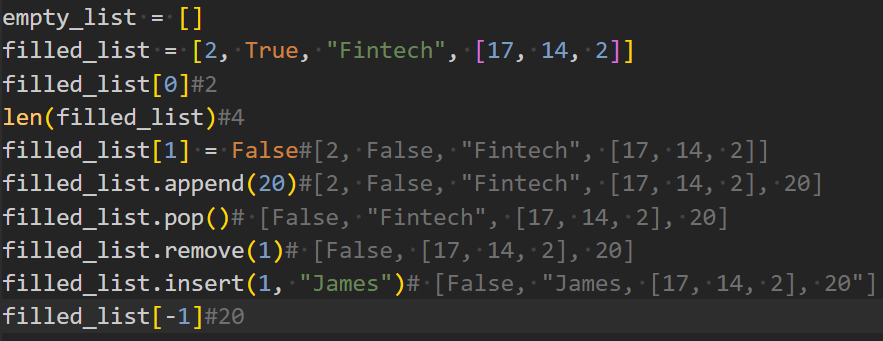 empty_list = []
filled_list = [2, True, "Fintech", [17, 14, 2]]
filled_list[0]#2
len(filled_list)#4
filled_list[1] = False#[2, False, "Fintech", [17, 14, 2]]
filled_list.append(20)#[2, False, "Fintech", [17, 14, 2], 20]
filled_list.pop()# [False, "Fintech", [17, 14, 2], 20]
filled_list.remove(1)# [False, [17, 14, 2], 20]
filled_list.insert(1, "James")# [False, "James, [17, 14, 2], 20"]
filled_list[-1]#20